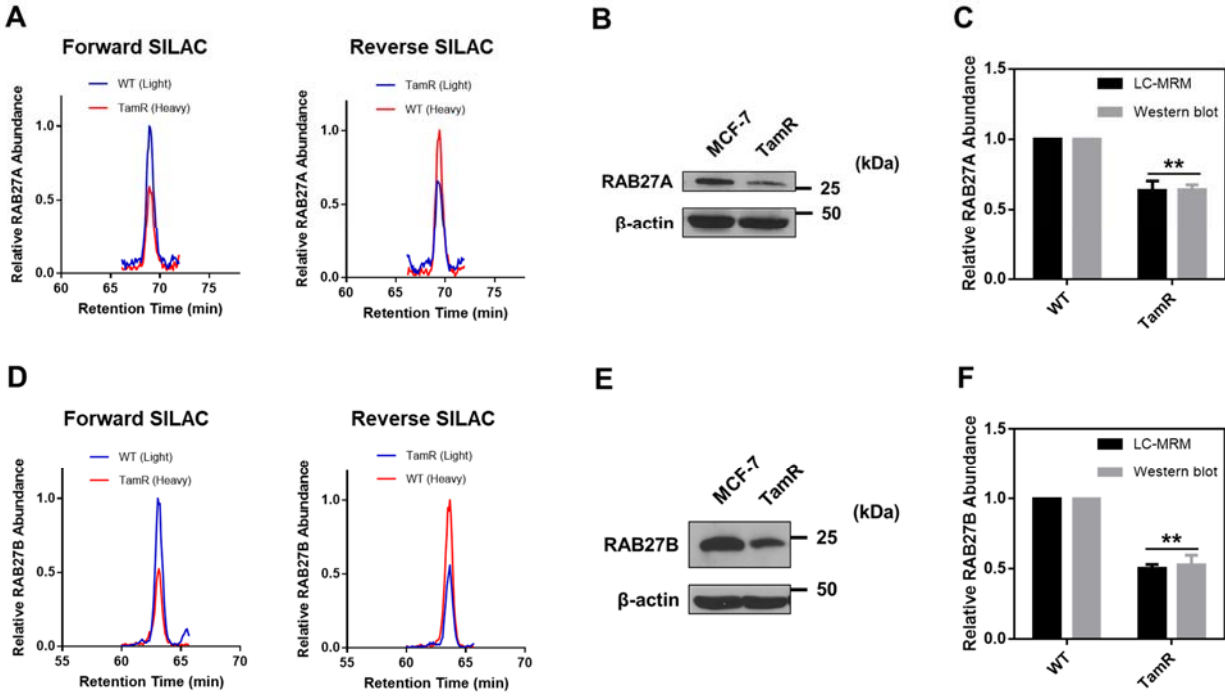 A
Forward SILAC
WT (Light)
TamR (Heavy)
Relative RAB27A Abundance
1.0
0.5
0.0
60
65
70
75
Retention Time (min)
Reverse SILAC
TamR (Light)
WT (Heavy)
Relative RAB27A Abundance
1.0
0.5
0.0
60
65
70
75
Retention Time (min)
B
MCF-7
TamR
(kDa)
RAB27A
25
50
β-actin
C
Relative RAB27A Abundance
1.5
1.0
0.5
0.0
LC-MRM
Western blot
**
WT
TamR
D
Forward SILAC
WT (Light)
TamR (Heavy)
Relative RAB27B Abundance
1.0
0.5
0.0
55
60
65
70
Retention Time (min)
Reverse SILAC
TamR (Light)
WT (Heavy)
Relative RAB27B Abundance
1.0
0.5
0.0
55
60
65
70
Retention Time (min)
E
MCF-7
TamR
(kDa)
RAB27B
25
50
β-actin
F
Relative RAB27B Abundance
1.5
1.0
0.5
0.0
LC-MRM
Western blot
**
WT
TamR